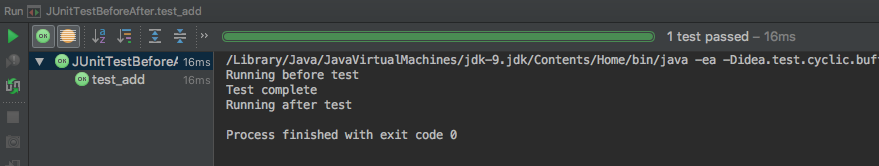 Run JUnitTestBeforeAfter.test_add
1 test passed – 16ms
JUnitTestBefore 16ms
/Library/Java/JavaVirtualMachines/jdk-9.jdk/Contents/Home/bin/java -ea -Didea.test.cyclic.buf
test_add 16ms
Running before test
Test complete
Running after test
Process finished with exit code 0